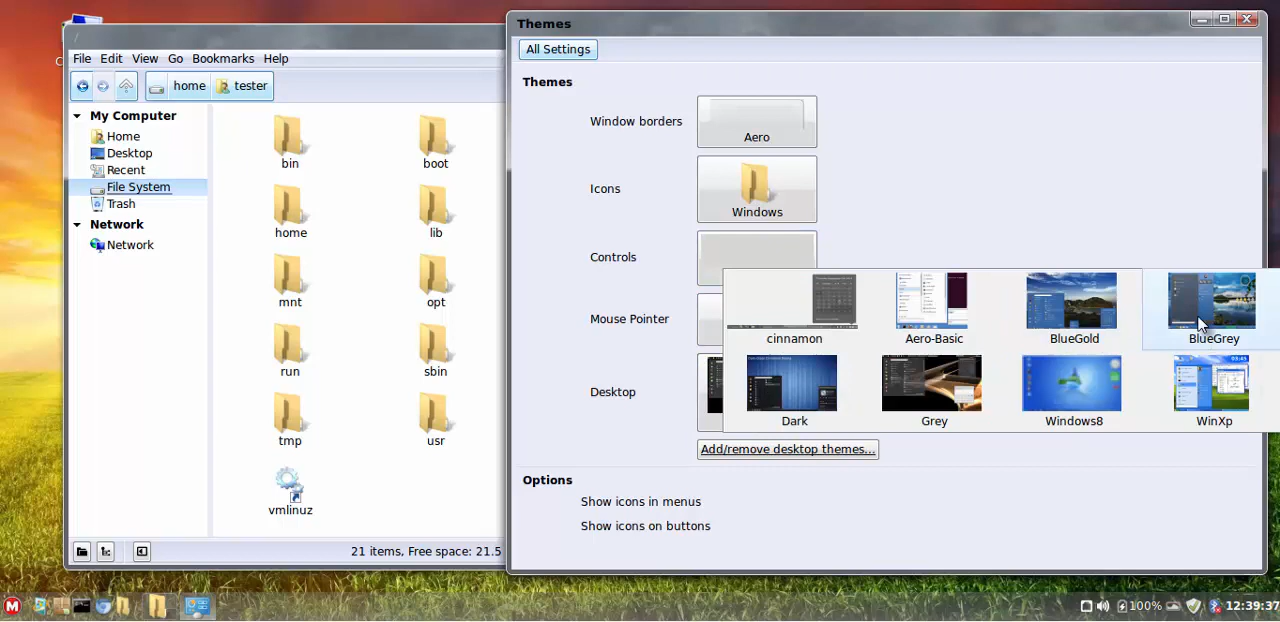 /
File Edit View Go Bookmarks Help
home tester
My Computer
Home
Desktop
Recent
File System
Trash
Network
Network
bin boot
home lib
mnt opt
run sbin
tmp usr
vmlinuz
21 items, Free space: 21.5
Themes
All Settings
Themes
Window borders
Aero
Icons
Windows
Controls
Mouse Pointer
Desktop
cinnamon Aero-Basic BlueGold BlueGrey
Dark Grey Windows8 WinXp
Add/remove desktop themes...
Options
Show icons in menus
Show icons on buttons
M
100% 12:39:37